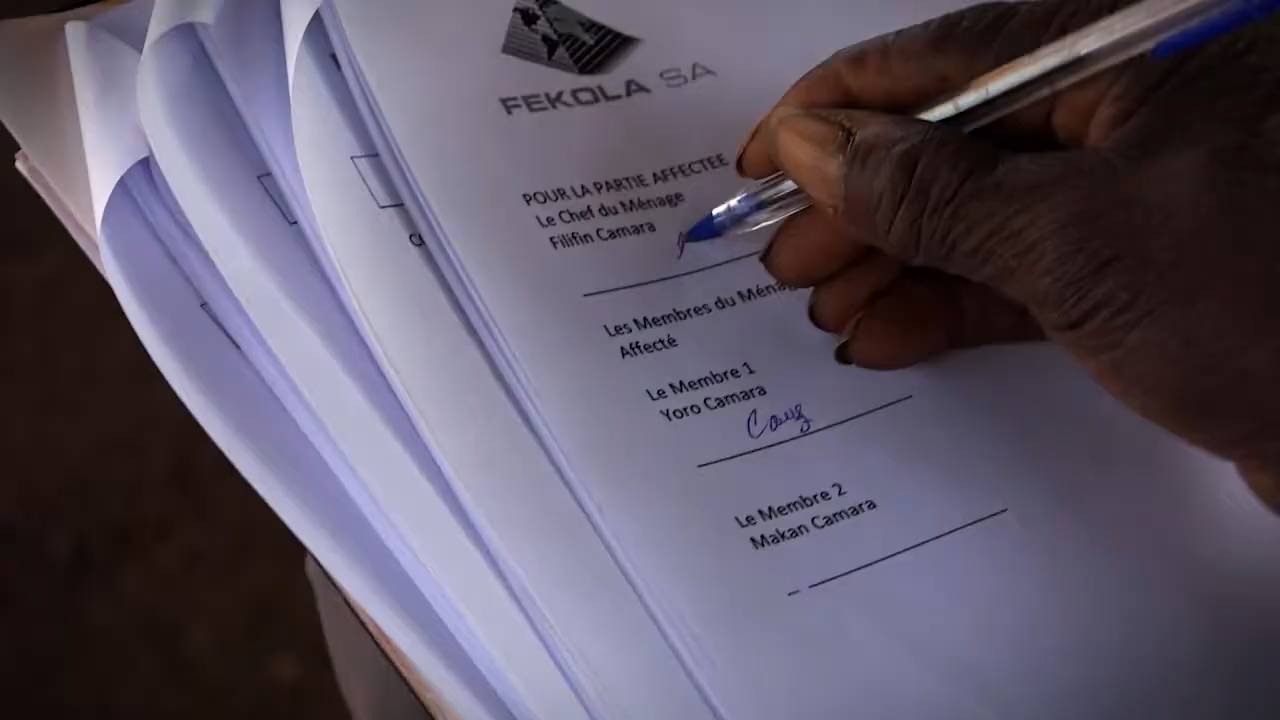 FEKOLA SA
POUR LA PARTIE AFFECTEE
Le Chef du Ménage
Filifin Camara
Les Membres du Ménage
Affecté
Le Membre 1
Yoro Camara
Le Membre 2
Makan Camara